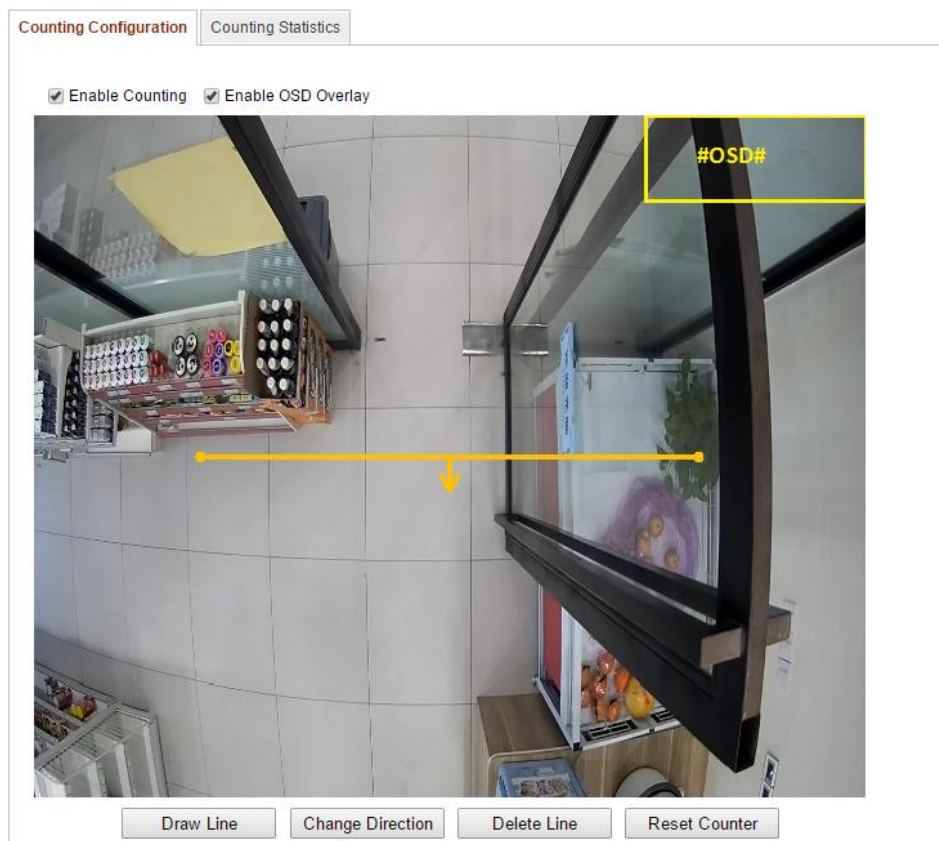 Counting Configuration
Counting Statistics
Enable Counting
Enable OSD Overlay
#OSD#
Draw Line
Change Direction
Delete Line
Reset Counter